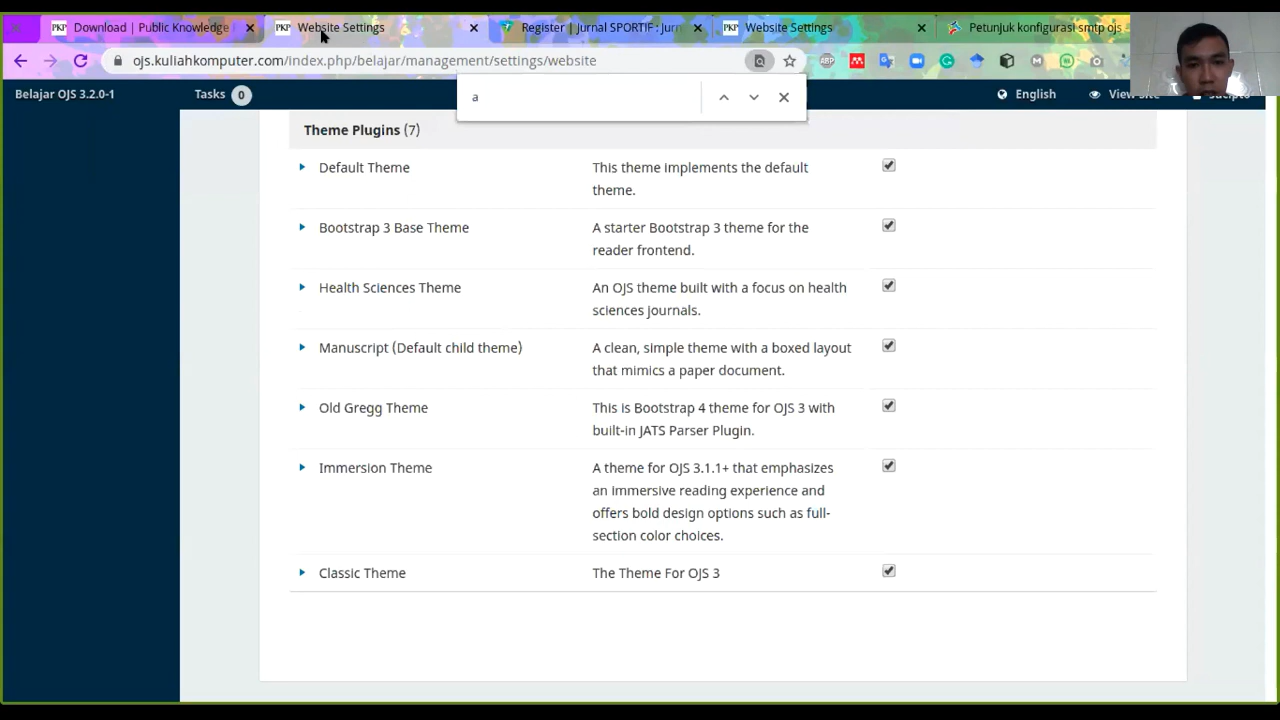 Download | Public Knowledge
Website Settings
Register | Jurnal SPORTIF : Jurn
Website Settings
Petunjuk konfigurasi smtp ojs
ojs.kuliahkomputer.com/index.php/belajar/management/settings/website
a
Belajar OJS 3.2.0-1
Tasks 0
English
View
Theme Plugins (7)
Default Theme
This theme implements the default
theme.
Bootstrap 3 Base Theme
A starter Bootstrap 3 theme for the
reader frontend.
Health Sciences Theme
An OJS theme built with a focus on health
sciences journals.
Manuscript (Default child theme)
A clean, simple theme with a boxed layout
that mimics a paper document.
Old Gregg Theme
This is Bootstrap 4 theme for OJS 3 with
built-in JATS Parser Plugin.
Immersion Theme
A theme for OJS 3.1.1+ that emphasizes
an immersive reading experience and
offers bold design options such as full-
section color choices.
Classic Theme
The Theme For OJS 3